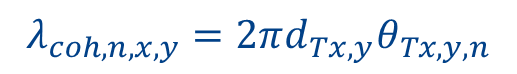 λ_{coh,n,x,y} = 2πd_{Tx,y}θ_{Tx,y,n}